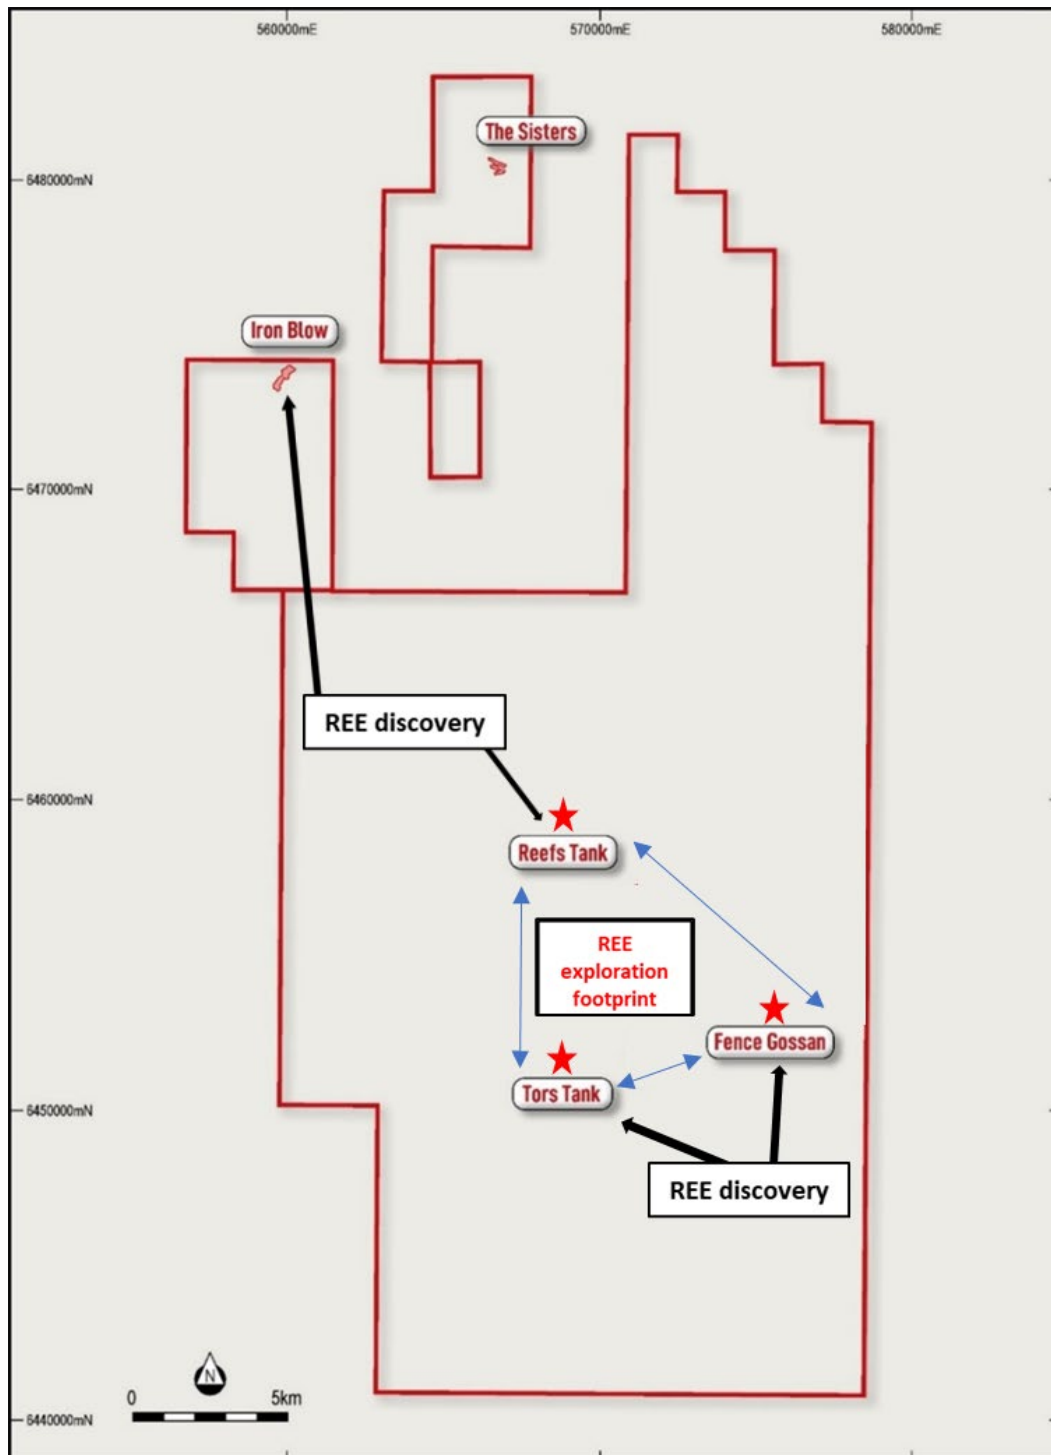 560000mE
570000mE
580000mE
The Sisters
6480000mN
Iron Blow
6470000mN
REE discovery
6460000mN
Reefs Tank
REE
exploration
footprint
Fence Gossan
Tors Tank
6450000mN
REE discovery
N
0 5km
6440000mN